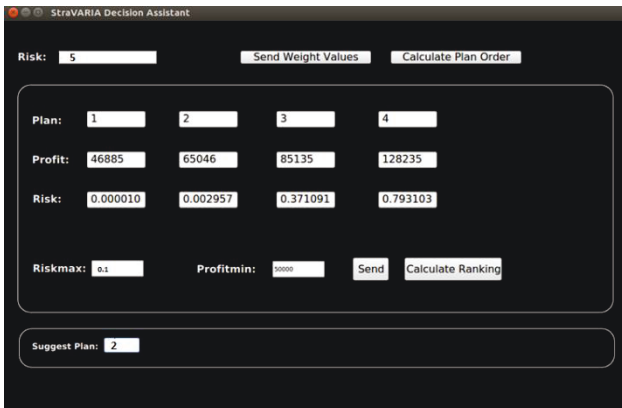 StraVARIA Decision Assistant
Risk: 5 Send Weight Values Calculate Plan Order
Plan: 1 2 3 4
Profit: 46885 65046 85135 128235
Risk: 0.000010 0.002957 0.371091 0.793103
Riskmax: 0.1 Profitmin: 50000 Send Calculate Ranking
Suggest Plan: 2